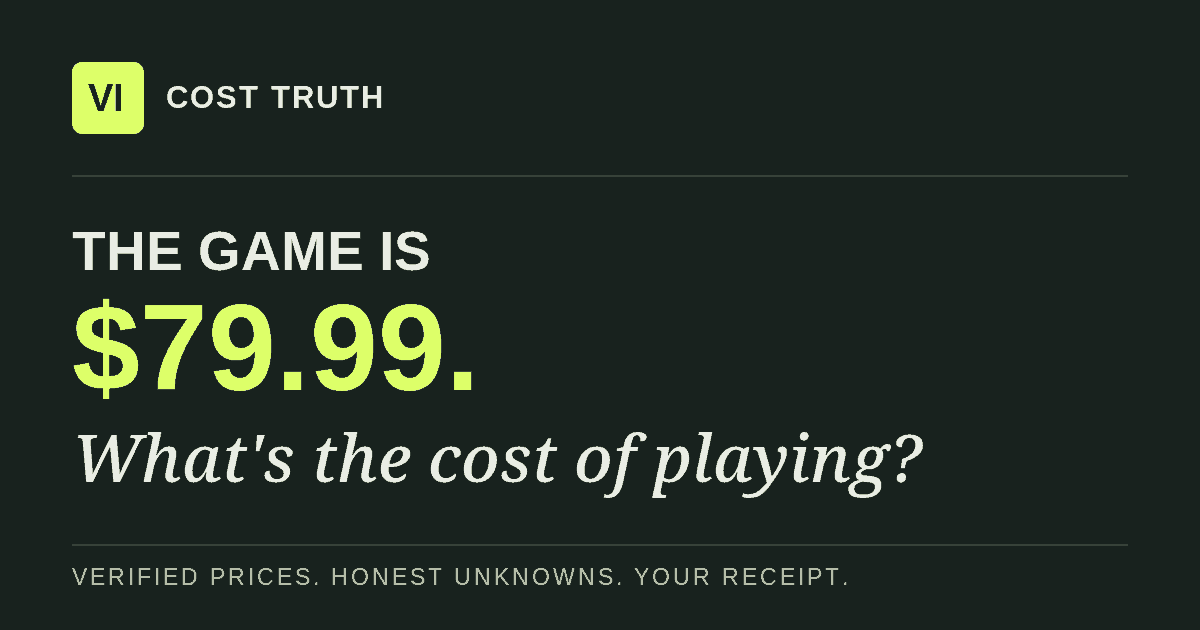 VI
COST TRUTH
THE GAME IS
$79.99.
What's the cost of playing?
VERIFIED PRICES. HONEST UNKNOWNS. YOUR RECEIPT.